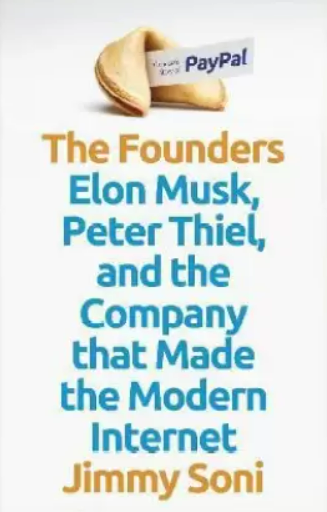 PayPal
The Founders
Elon Musk,
Peter Thiel,
and the
Company
that Made
the Modern
Internet
Jimmy Soni